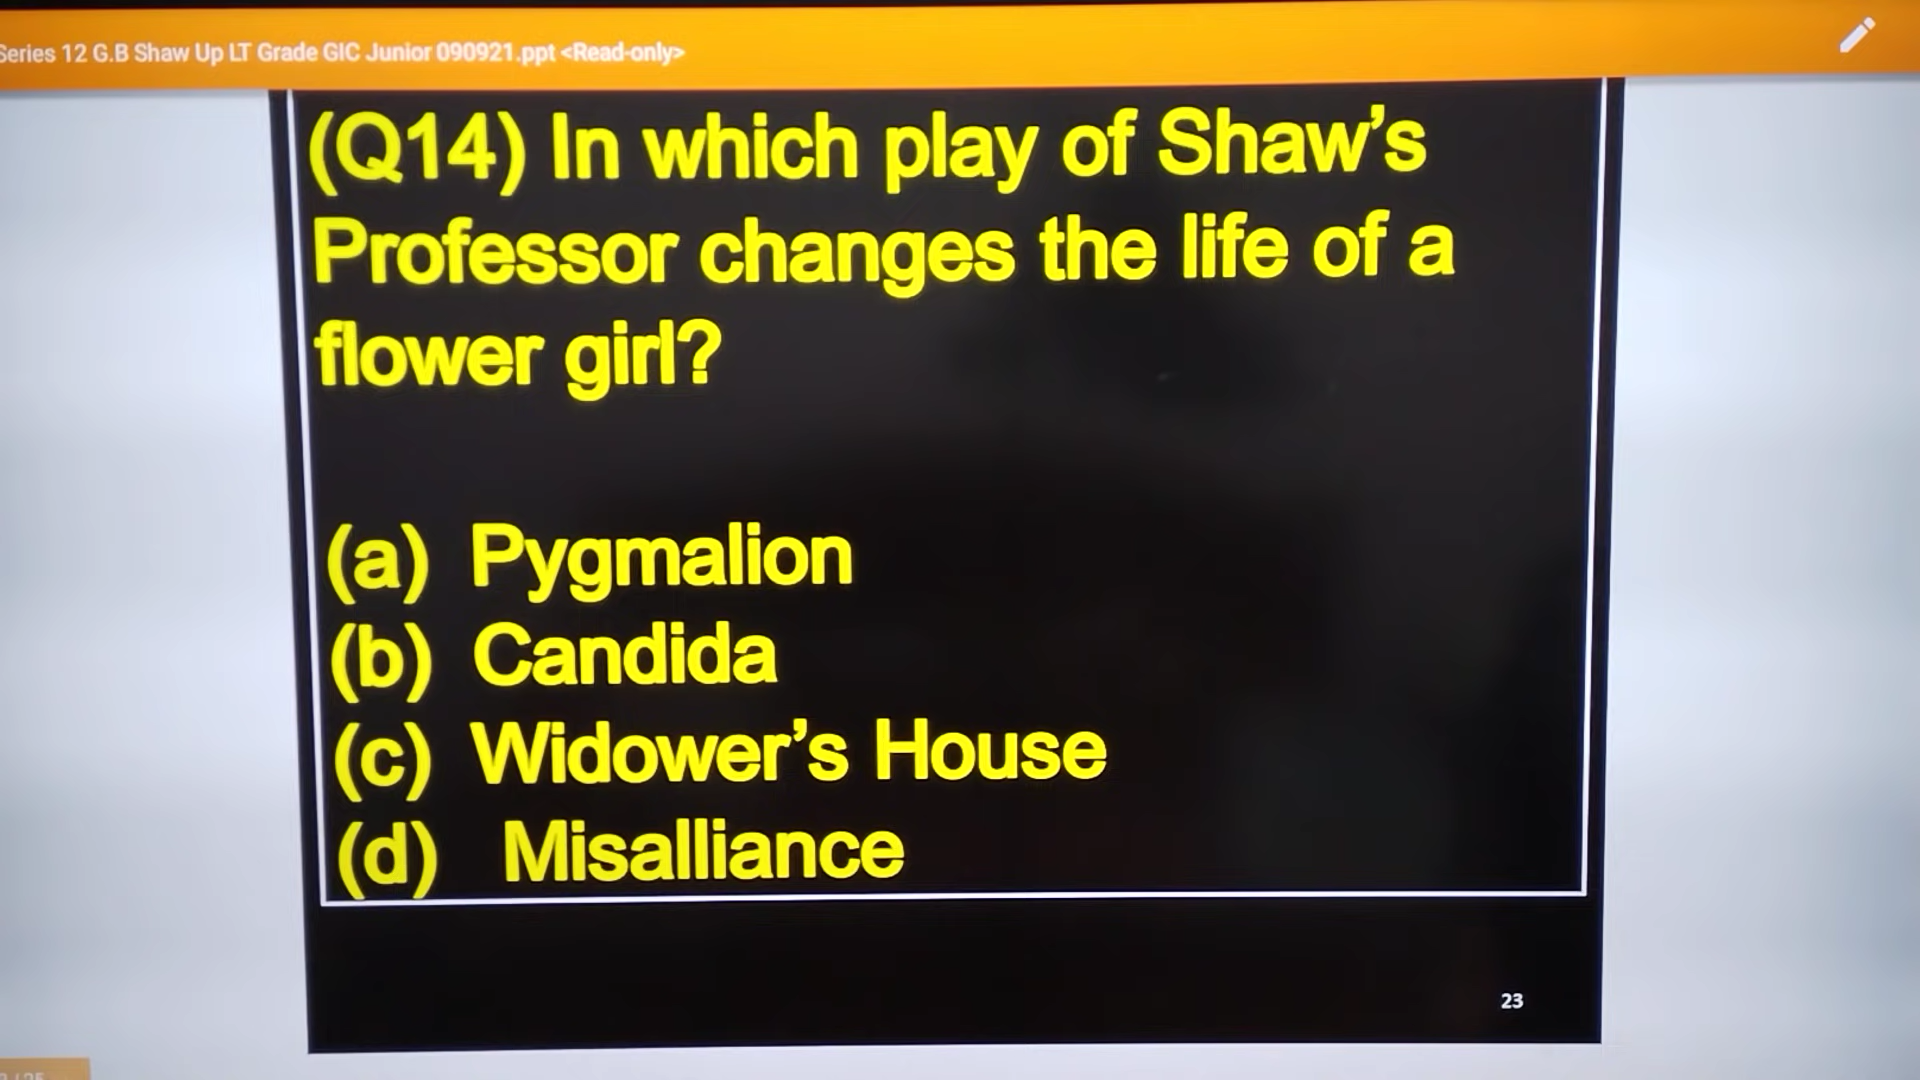 Series 12 G.B Shaw Up LT Grade GIC Junior 090921.ppt <Read-only>
(Q14) In which play of Shaw's
Professor changes the life of a
flower girl?
(a) Pygmalion
(b) Candida
(c) Widower's House
(d) Misalliance
23